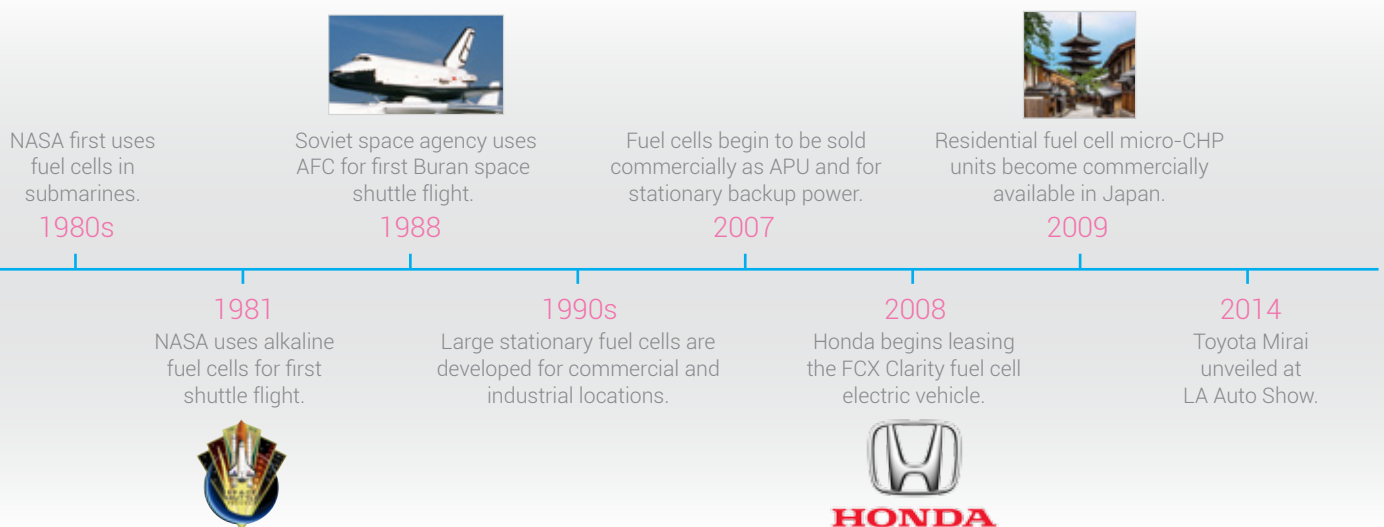 NASA first uses
fuel cells in
submarines.
1980s
Soviet space agency uses
AFC for first Buran space
shuttle flight.
1988
Fuel cells begin to be sold
commercially as APU and for
stationary backup power.
2007
Residential fuel cell micro-CHP
units become commercially
available in Japan.
2009
1981
NASA uses alkaline
fuel cells for first
shuttle flight.
SPACE
SHUTTLE
1990s
Large stationary fuel cells are
developed for commercial and
industrial locations.
2008
Honda begins leasing
the FCX Clarity fuel cell
electric vehicle.
HONDA
2014
Toyota Mirai
unveiled at
LA Auto Show.